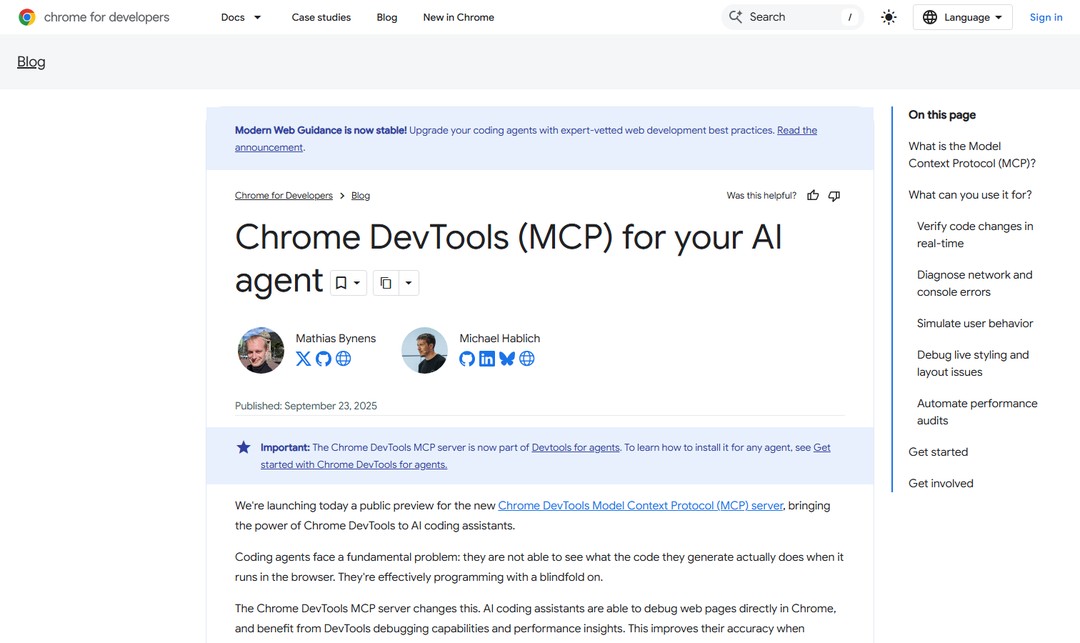 chrome for developers
Docs
Case studies
Blog
New in Chrome
Search
/
Language
Sign in
Blog
Modern Web Guidance is now stable! Upgrade your coding agents with expert-vetted web development best practices. Read the
announcement.
Chrome for Developers
Blog
Was this helpful?
Chrome DevTools (MCP) for your AI
agent
Mathias Bynens
Michael Hablich
Published: September 23, 2025
Important: The Chrome DevTools MCP server is now part of Devtools for agents. To learn how to install it for any agent, see Get
started with Chrome DevTools for agents.
We're launching today a public preview for the new Chrome DevTools Model Context Protocol (MCP) server, bringing
the power of Chrome DevTools to AI coding assistants.
Coding agents face a fundamental problem: they are not able to see what the code they generate actually does when it
runs in the browser. They're effectively programming with a blindfold on.
The Chrome DevTools MCP server changes this. AI coding assistants are able to debug web pages directly in Chrome,
and benefit from DevTools debugging capabilities and performance insights. This improves their accuracy when
On this page
What is the Model
Context Protocol (MCP)?
What can you use it for?
Verify code changes in
real-time
Diagnose network and
console errors
Simulate user behavior
Debug live styling and
layout issues
Automate performance
audits
Get started
Get involved